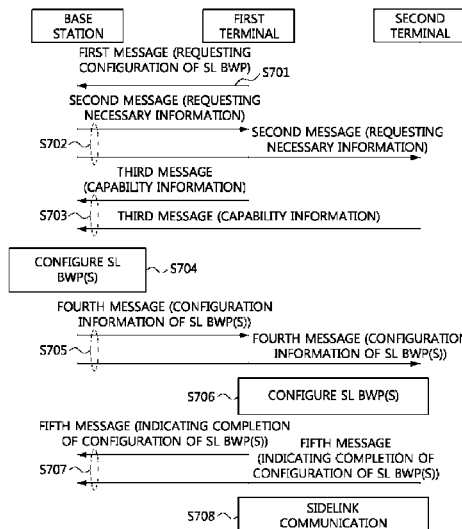 BASE
STATION
FIRST
TERMINAL
SECOND
TERMINAL
FIRST MESSAGE (REQUESTING
CONFIGURATION OF SL BWP)
S701
SECOND MESSAGE (REQUESTING
NECESSARY INFORMATION)
SECOND MESSAGE (REQUESTING
NECESSARY INFORMATION)
S702
THIRD MESSAGE
(CAPABILITY INFORMATION)
S703
THIRD MESSAGE (CAPABILITY INFORMATION)
CONFIGURE SL
BWP(S)
S704
FOURTH MESSAGE (CONFIGURATION
INFORMATION OF SL BWP(S))
FOURTH MESSAGE (CONFIGURATION
INFORMATION OF SL BWP(S))
S705
S706
CONFIGURE SL BWP(S)
FIFTH MESSAGE (INDICATING COMPLETION
OF CONFIGURATION OF SL BWP(S))
FIFTH MESSAGE
(INDICATING COMPLETION OF
CONFIGURATION OF SL BWP(S))
S707
S708
SIDELINK
COMMUNICATION